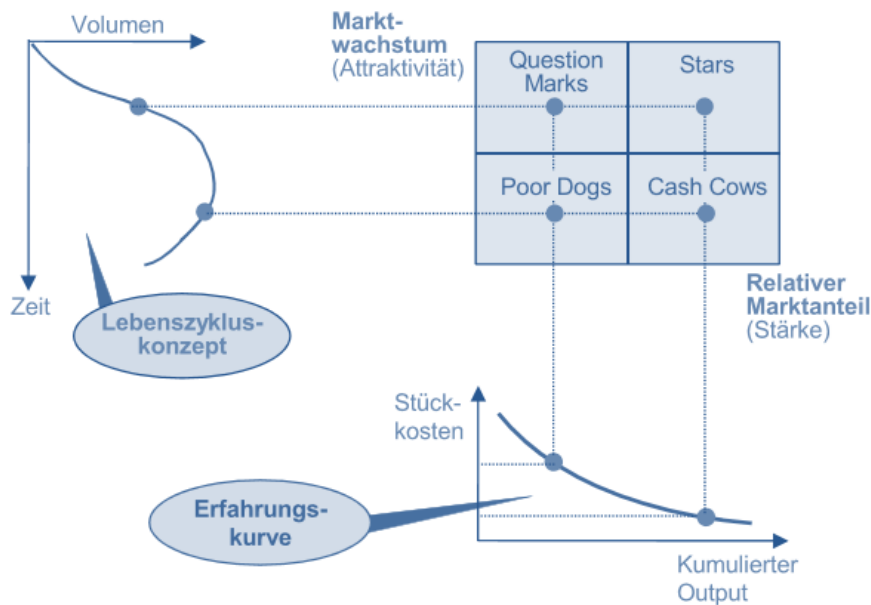 Volumen
Markt-
wachstum
(Attraktivität)
Question
Marks
Stars
Poor Dogs
Cash Cows
Zeit
Lebenszyklus-
konzept
Relativer
Marktanteil
(Stärke)
Stück-
kosten
Erfahrungs-
kurve
Kumulierter
Output